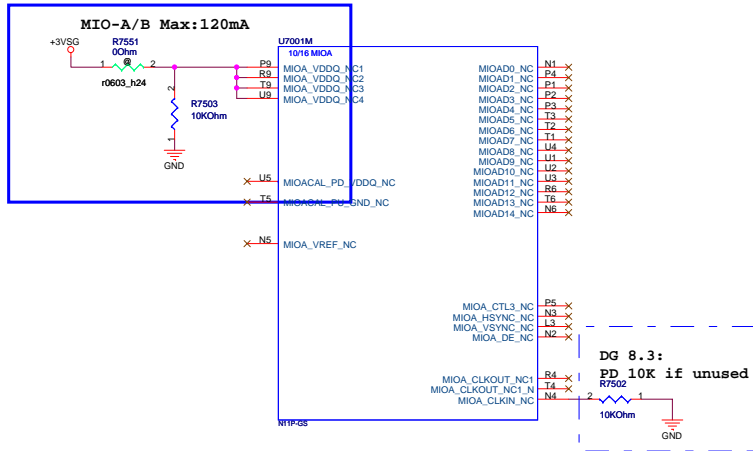 MIO-A/B Max:120mA
+3VSG
R7551
0Ohm
@
1
2
r0603_h24
2
R7503
10KOhm
1
GND
U7001M
10/16 MIOA
P9 MIOA_VDDQ_NC1
R9 MIOA_VDDQ_NC2
T9 MIOA_VDDQ_NC3
U9 MIOA_VDDQ_NC4
U5 MIOACAL_PD_VDDQ_NC
T5 MIOACAL_PU_GND_NC
N5 MIOA_VREF_NC
MIOAD0_NC N1
MIOAD1_NC P4
MIOAD2_NC P1
MIOAD3_NC P2
MIOAD4_NC P3
MIOAD5_NC T3
MIOAD6_NC T2
MIOAD7_NC T1
MIOAD8_NC U4
MIOAD9_NC U1
MIOAD10_NC U2
MIOAD11_NC U3
MIOAD12_NC R6
MIOAD13_NC T6
MIOAD14_NC N6
MIOA_CTL3_NC P5
MIOA_HSYNC_NC N3
MIOA_VSYNC_NC L3
MIOA_DE_NC N2
MIOA_CLKOUT_NC1 R4
MIOA_CLKOUT_NC1_N T4
MIOA_CLKIN_NC N4
N11P-GS
DG 8.3:
PD 10K if unused
R7502
2
1
10KOhm
GND